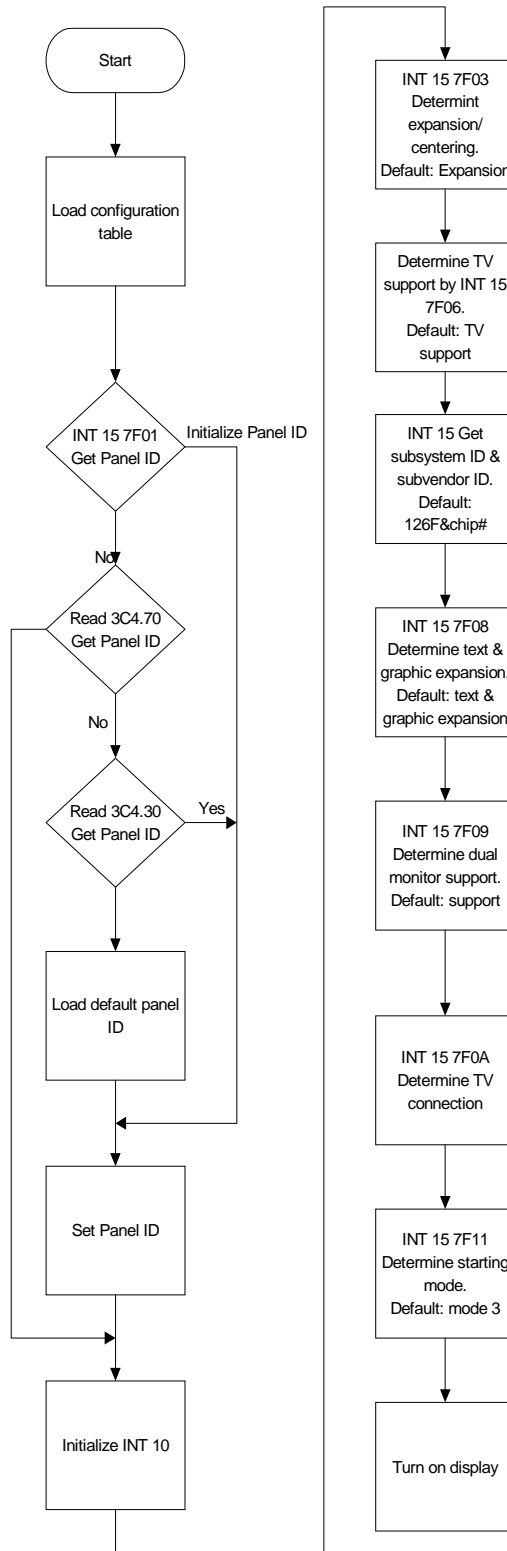 Start
Load configuration
table
INT 15 7F01
Get Panel ID
Initialize Panel ID
No
Read 3C4.70
Get Panel ID
No
Read 3C4.30
Get Panel ID
Yes
Load default panel
ID
Set Panel ID
Initialize INT 10
INT 15 7F03
Determint
expansion/
centering.
Default: Expansion
Determine TV
support by INT 15
7F06.
Default: TV
support
INT 15 Get
subsystem ID &
subvendor ID.
Default:
126F&chip#
INT 15 7F08
Determine text &
graphic expansion.
Default: text &
graphic expansion
INT 15 7F09
Determine dual
monitor support.
Default: support
INT 15 7F0A
Determine TV
connection
INT 15 7F11
Determine starting
mode.
Default: mode 3
Turn on display